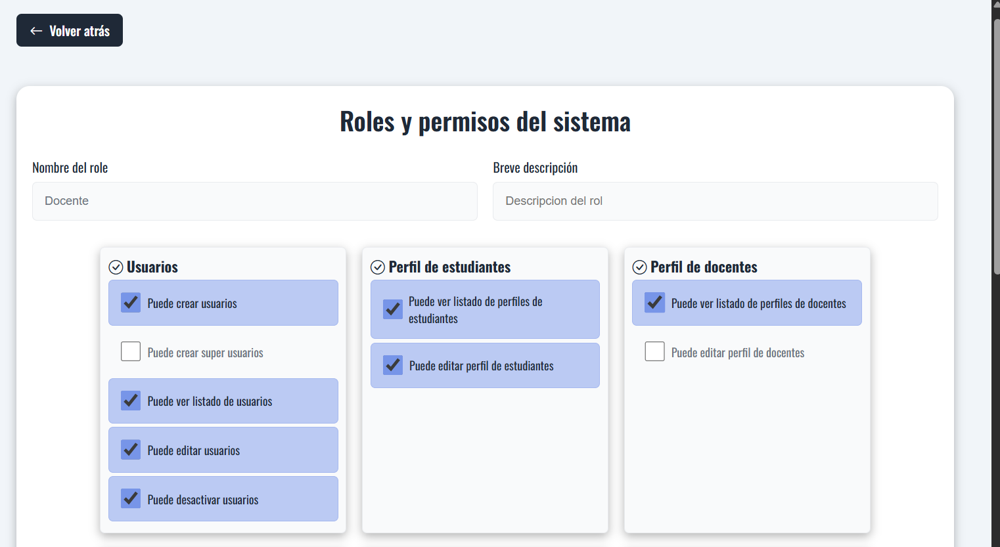 Volver atrás
Roles y permisos del sistema
Nombre del role
Breve descripción
Docente
Descripcion del rol
Usuarios
Puede crear usuarios
Puede crear super usuarios
Puede ver listado de usuarios
Puede editar usuarios
Puede desactivar usuarios
Perfil de estudiantes
Puede ver listado de perfiles de
estudiantes
Puede editar perfil de estudiantes
Perfil de docentes
Puede ver listado de perfiles de docentes
Puede editar perfil de docentes